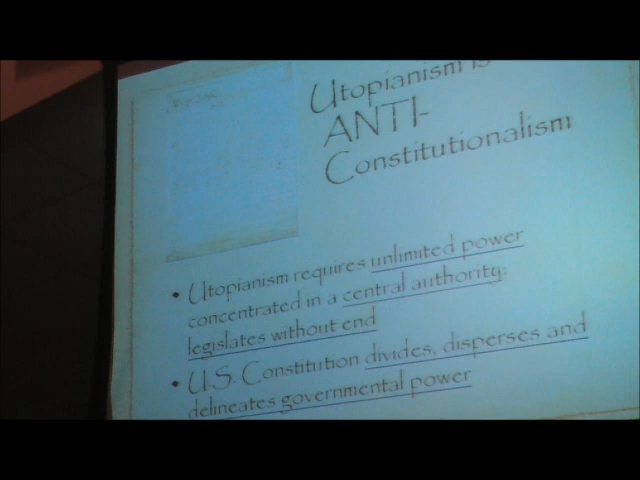 Utopianism is
ANTI-
Constitutionalism
• Utopianism requires unlimited power
concentrated in a central authority;
legislates without end
• U.S. Constitution divides, disperses and
delineates governmental power